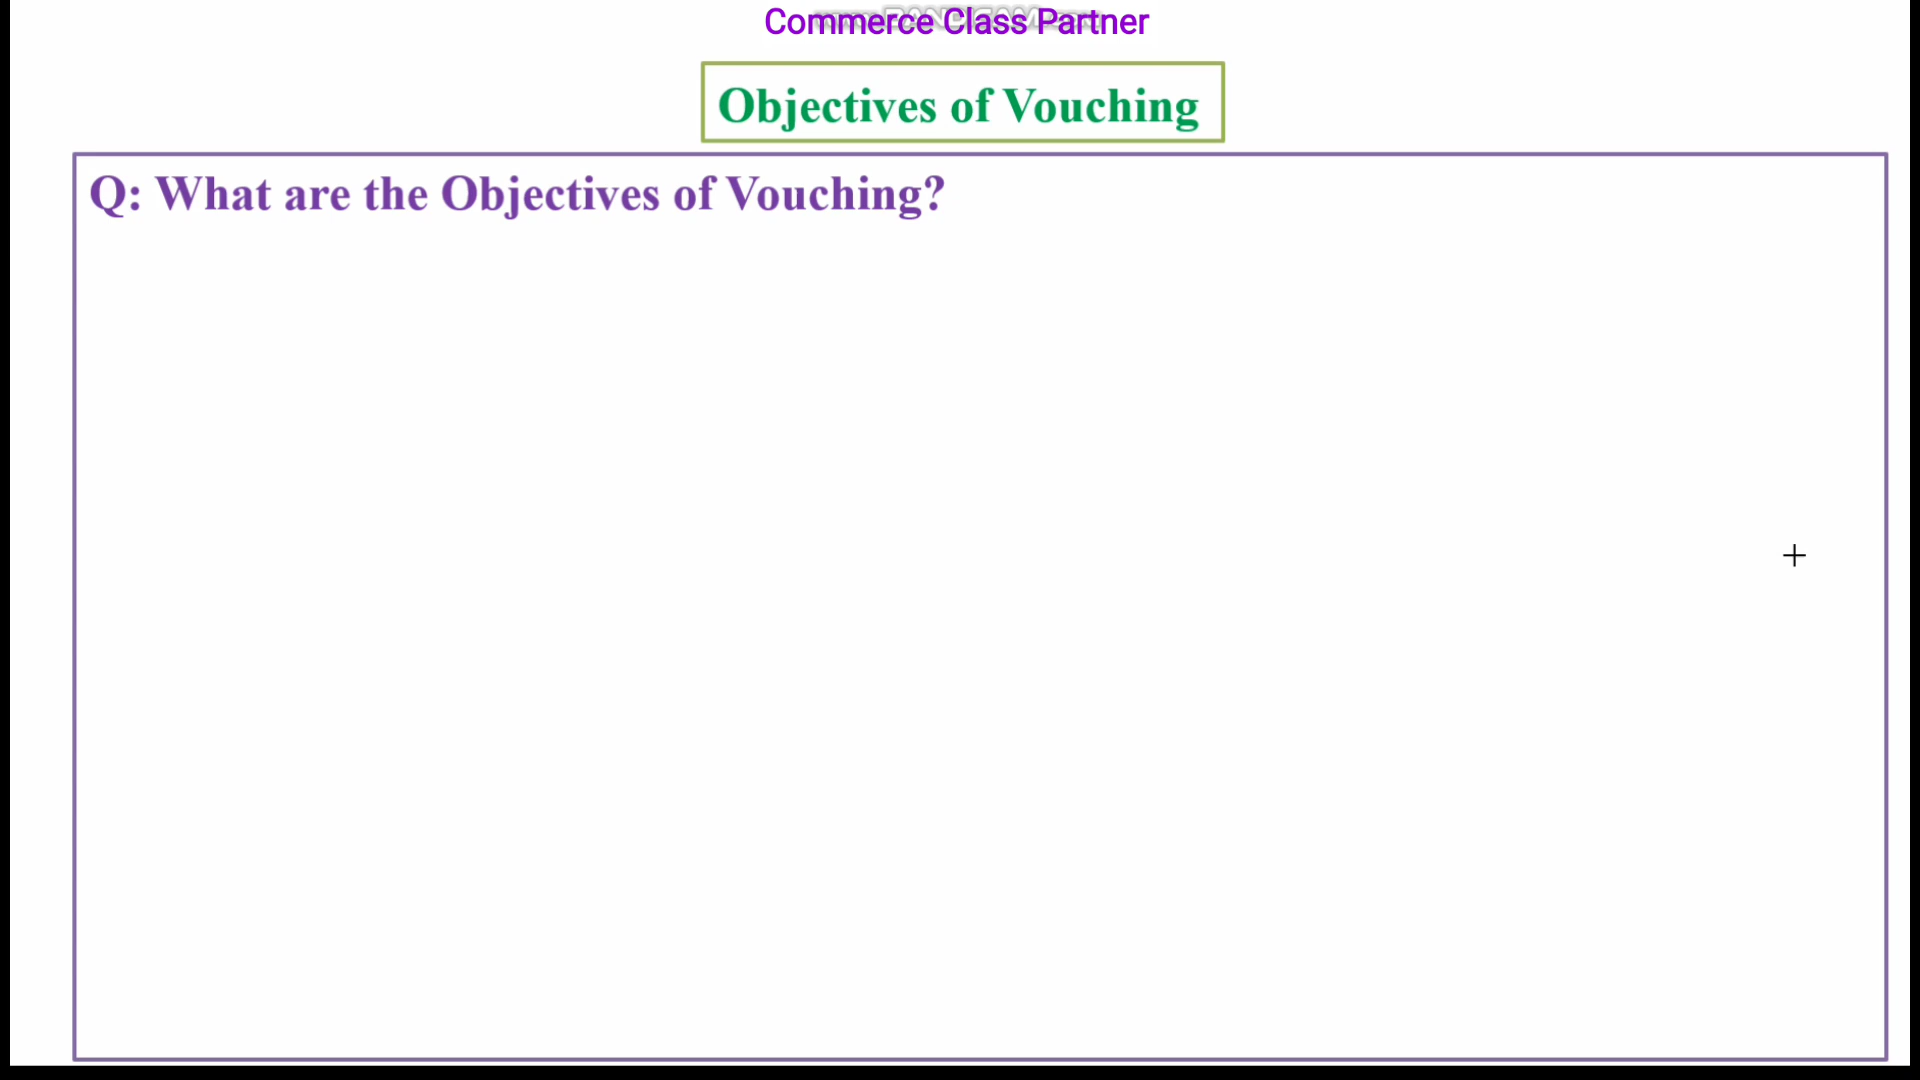 Commerce Class Partner
Objectives of Vouching
Q: What are the Objectives of Vouching?